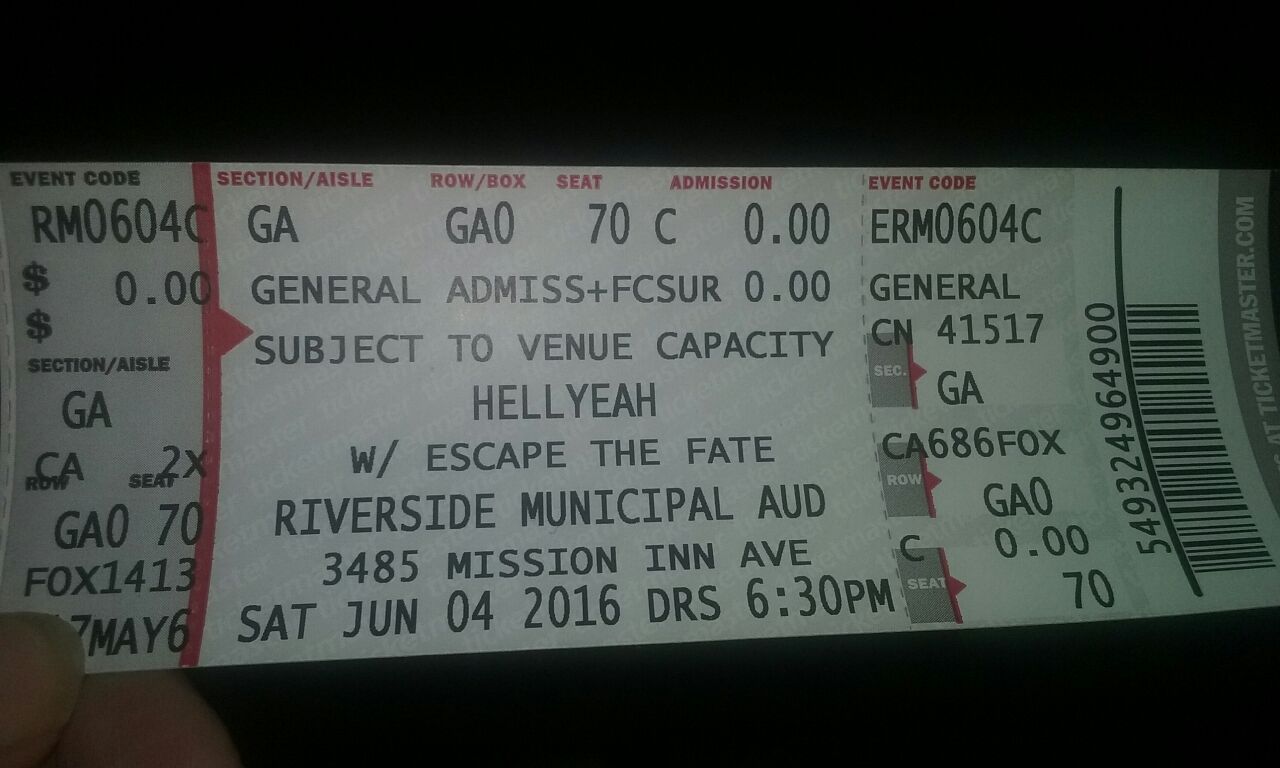 EVENT CODE
RM0604C
$ 0.00
$
SECTION/AISLE
GA
CA 2X
ROW SEAT
GA0 70
FOX1413
7MAY6
SECTION/AISLE ROW/BOX SEAT ADMISSION
GA GA0 70 C 0.00
GENERAL ADMISS+FCSUR 0.00
SUBJECT TO VENUE CAPACITY
HELLYEAH
W/ ESCAPE THE FATE
RIVERSIDE MUNICIPAL AUD
3485 MISSION INN AVE
SAT JUN 04 2016 DRS 6:30PM
EVENT CODE
ERM0604C
GENERAL
CN 41517
SEC. GA
CA686FOX
ROW GA0
C 0.00
SEAT 70
549324964900
AT TICKETMASTER.COM